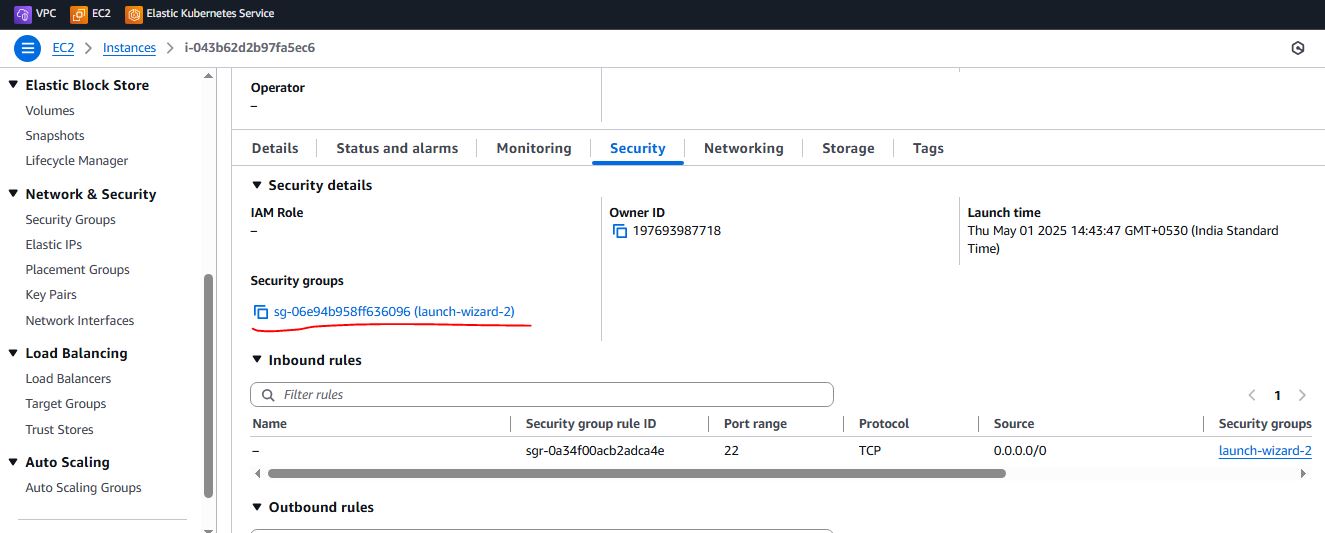 VPC EC2 Elastic Kubernetes Service
EC2 > Instances > i-043b62d2b97fa5ec6
Elastic Block Store
Volumes
Snapshots
Lifecycle Manager
Network & Security
Security Groups
Elastic IPs
Placement Groups
Key Pairs
Network Interfaces
Load Balancing
Load Balancers
Target Groups
Trust Stores
Auto Scaling
Auto Scaling Groups
Operator
–
Details Status and alarms Monitoring Security Networking Storage Tags
Security details
IAM Role
–
Owner ID
197693987718
Launch time
Thu May 01 2025 14:43:47 GMT+0530 (India Standard
Time)
Security groups
sg-06e94b958ff636096 (launch-wizard-2)
Inbound rules
Filter rules
1
Name Security group rule ID Port range Protocol Source Security groups
– sgr-0a34f00acb2adca4e 22 TCP 0.0.0.0/0 launch-wizard-2
Outbound rules